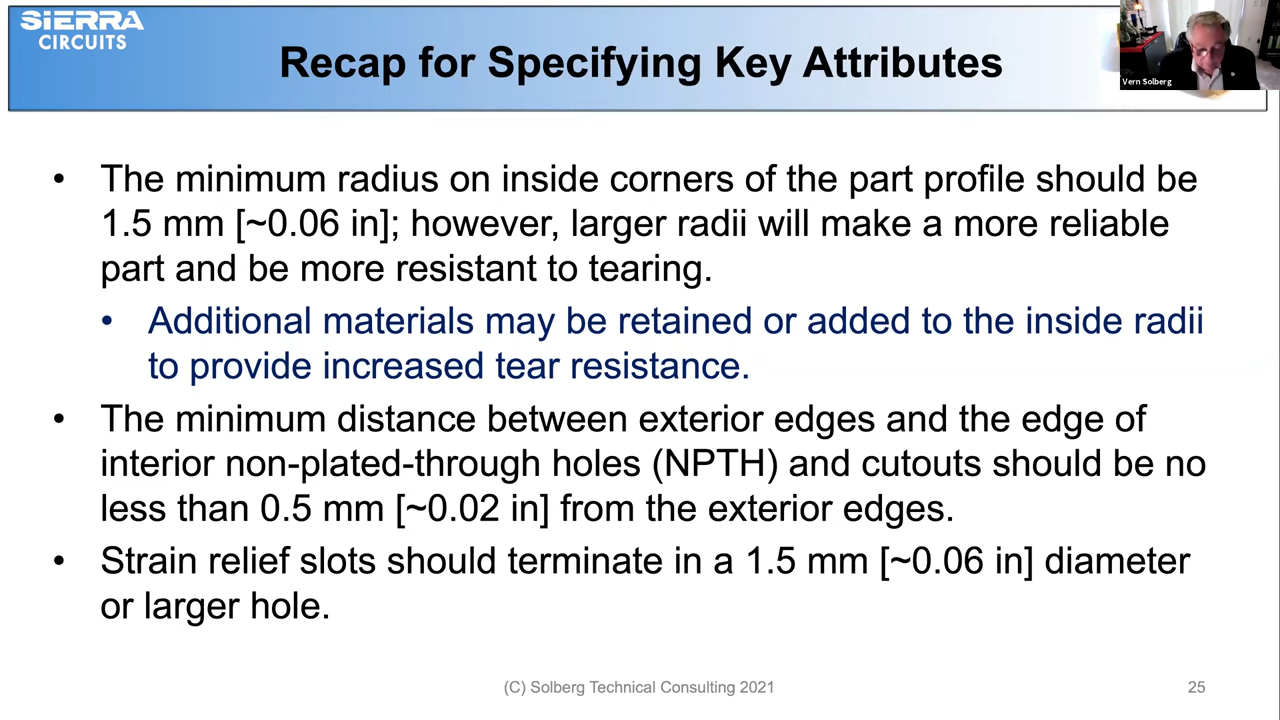 SIERRA
CIRCUITS
Recap for Specifying Key Attributes
Vern Solberg
• The minimum radius on inside corners of the part profile should be
1.5 mm [~0.06 in]; however, larger radii will make a more reliable
part and be more resistant to tearing.
• Additional materials may be retained or added to the inside radii
to provide increased tear resistance.
• The minimum distance between exterior edges and the edge of
interior non-plated-through holes (NPTH) and cutouts should be no
less than 0.5 mm [~0.02 in] from the exterior edges.
• Strain relief slots should terminate in a 1.5 mm [~0.06 in] diameter
or larger hole.
(C) Solberg Technical Consulting 2021
25